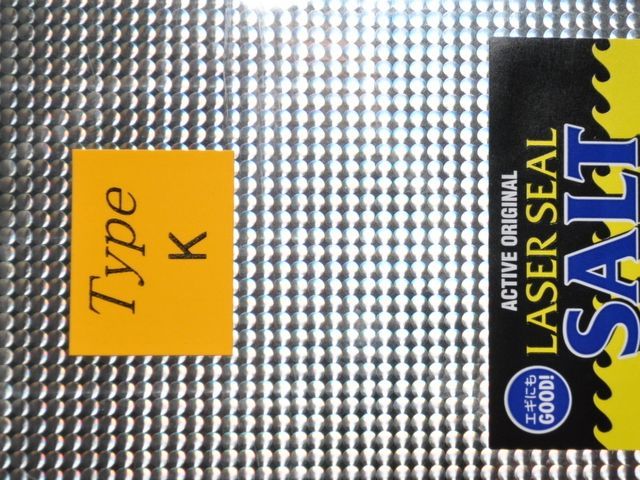 Type
K
ACTIVE ORIGINAL
LASER SEAL
SALT
エギにも
GOOD!